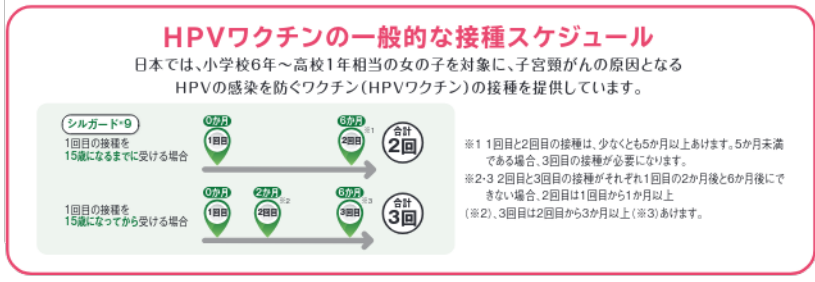 HPVワクチンの一般的な接種スケジュール
日本では、小学校6年〜高校1年相当の女の子を対象に、子宮頸がんの原因となる
HPVの感染を防ぐワクチン(HPVワクチン)の接種を提供しています。
シルガード®9
1回目の接種を
15歳になるまでに受ける場合
0か月
1回目
6か月
※1
2回目
合計
2回
1回目の接種を
15歳になってから受ける場合
0か月
1回目
2か月
※2
2回目
6か月
※3
3回目
合計
3回
※1 1回目と2回目の接種は、少なくとも5か月以上あけます。5か月未満
である場合、3回目の接種が必要になります。
※2・3 2回目と3回目の接種がそれぞれ1回目の2か月後と6か月後にで
きない場合、2回目は1回目から1か月以上
(※2)、3回目は2回目から3か月以上(※3)あけます。